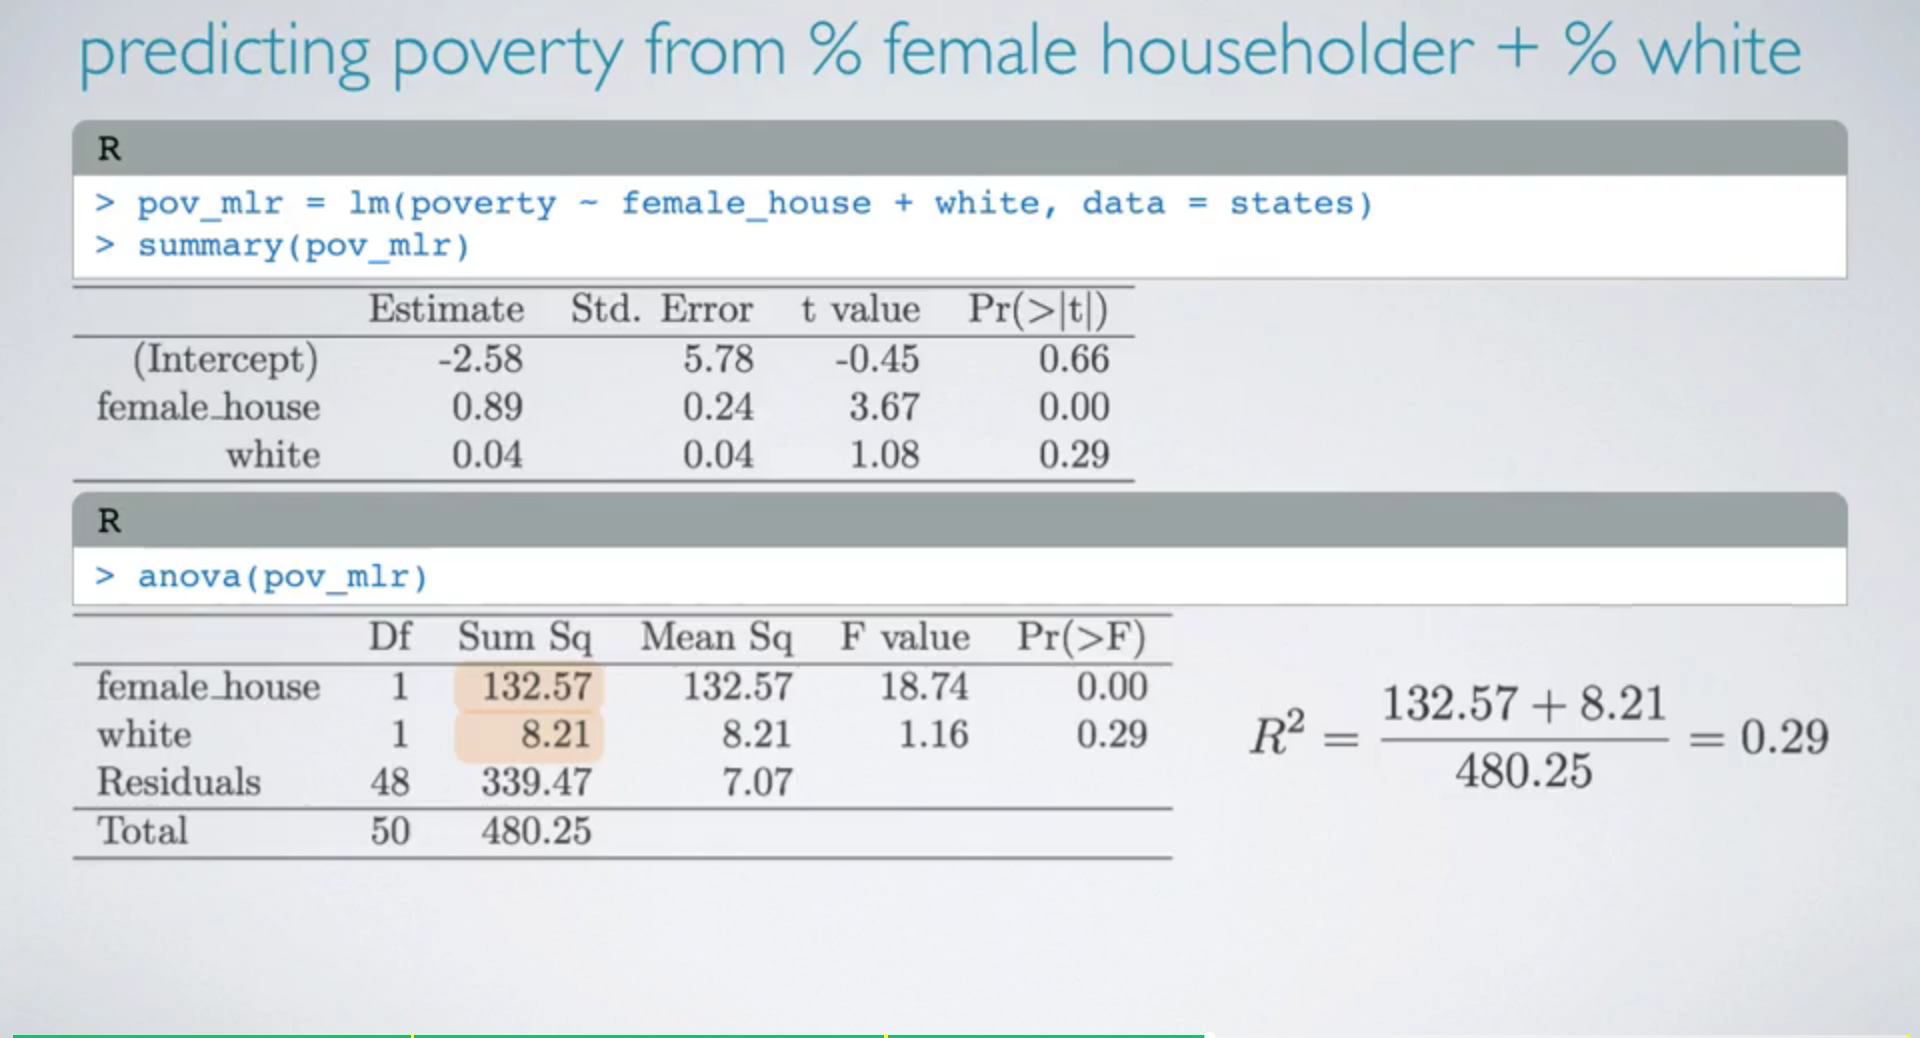 predicting poverty from % female householder + % white
R
> pov_mlr = lm(poverty ~ female_house + white, data = states)
> summary(pov_mlr)
Estimate Std. Error t value Pr(>|t|)
(Intercept) -2.58 5.78 -0.45 0.66
female_house 0.89 0.24 3.67 0.00
white 0.04 0.04 1.08 0.29
R
> anova(pov_mlr)
Df Sum Sq Mean Sq F value Pr(>F)
female_house 1 132.57 132.57 18.74 0.00
white 1 8.21 8.21 1.16 0.29
Residuals 48 339.47 7.07
Total 50 480.25
R² = (132.57 + 8.21) / 480.25 = 0.29